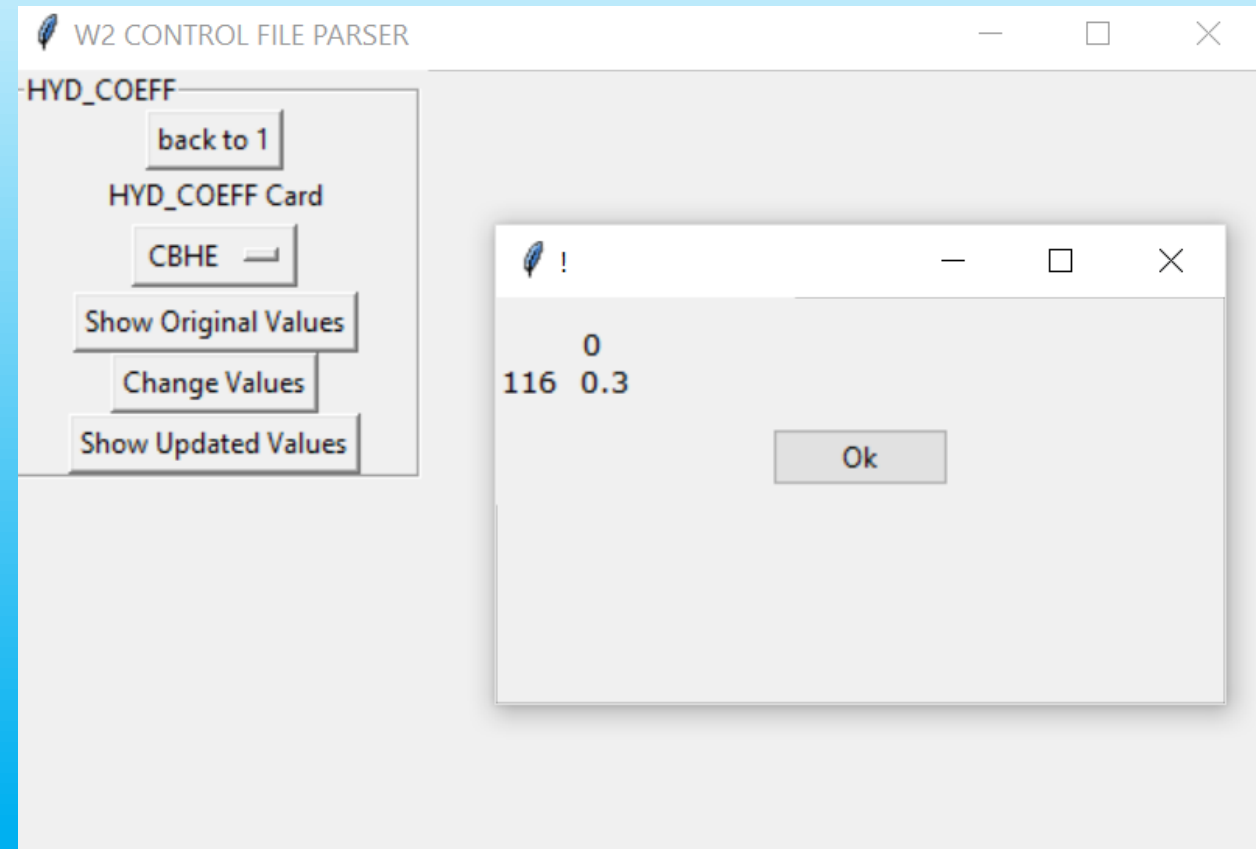 W2 CONTROL FILE PARSER
HYD_COEFF
back to 1
HYD_COEFF Card
CBHE
Show Original Values
Change Values
Show Updated Values
!
0
116 0.3
Ok